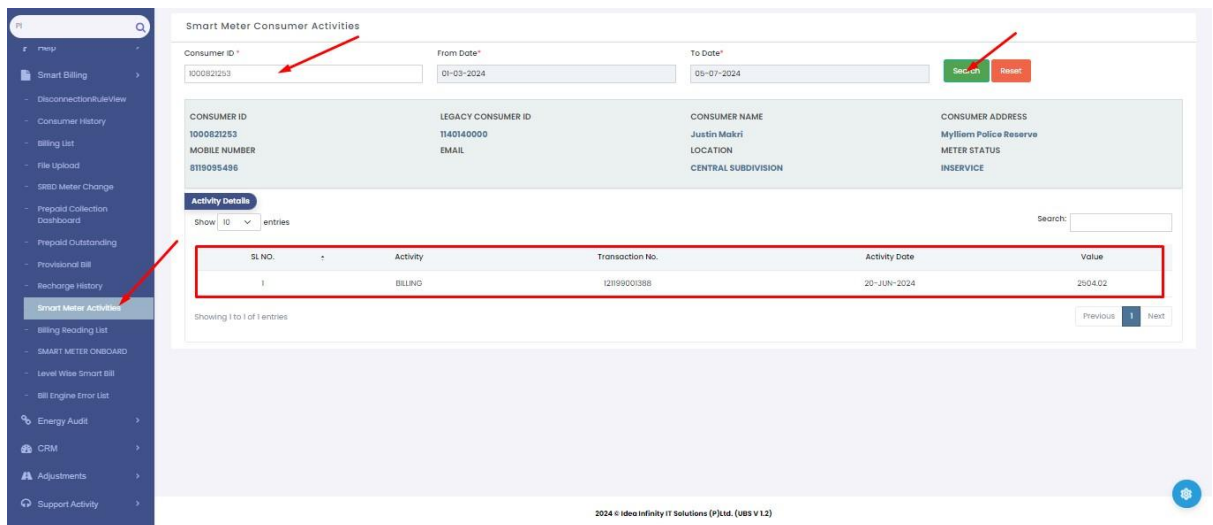 Pt
Help
Smart Billing
DisconnectionRuleView
Consumer History
Billing List
File Upload
SRBD Meter Change
Prepaid Collection
Dashboard
Prepaid Outstanding
Provisional Bill
Recharge History
Smart Meter Activities
Billing Reading List
SMART METER ONBOARD
Level Wise Smart Bill
Bill Engine Error List
Energy Audit
CRM
Adjustments
Support Activity
Smart Meter Consumer Activities
Consumer ID * From Date* To Date*
1000821253 01-03-2024 05-07-2024 Search Reset
CONSUMER ID LEGACY CONSUMER ID CONSUMER NAME CONSUMER ADDRESS
1000821253 1140140000 Justin Makri Mylliem Police Reserve
MOBILE NUMBER EMAIL LOCATION METER STATUS
8119095496 CENTRAL SUBDIVISION INSERVICE
Activity Details
Show 10 entries Search:
SL NO. Activity Transaction No. Activity Date Value
1 BILLING 121199001388 20-JUN-2024 2504.02
Showing 1 to 1 of 1 entries Previous 1 Next
2024 © Idea Infinity IT Solutions (P)Ltd. (UBS V 1.2)